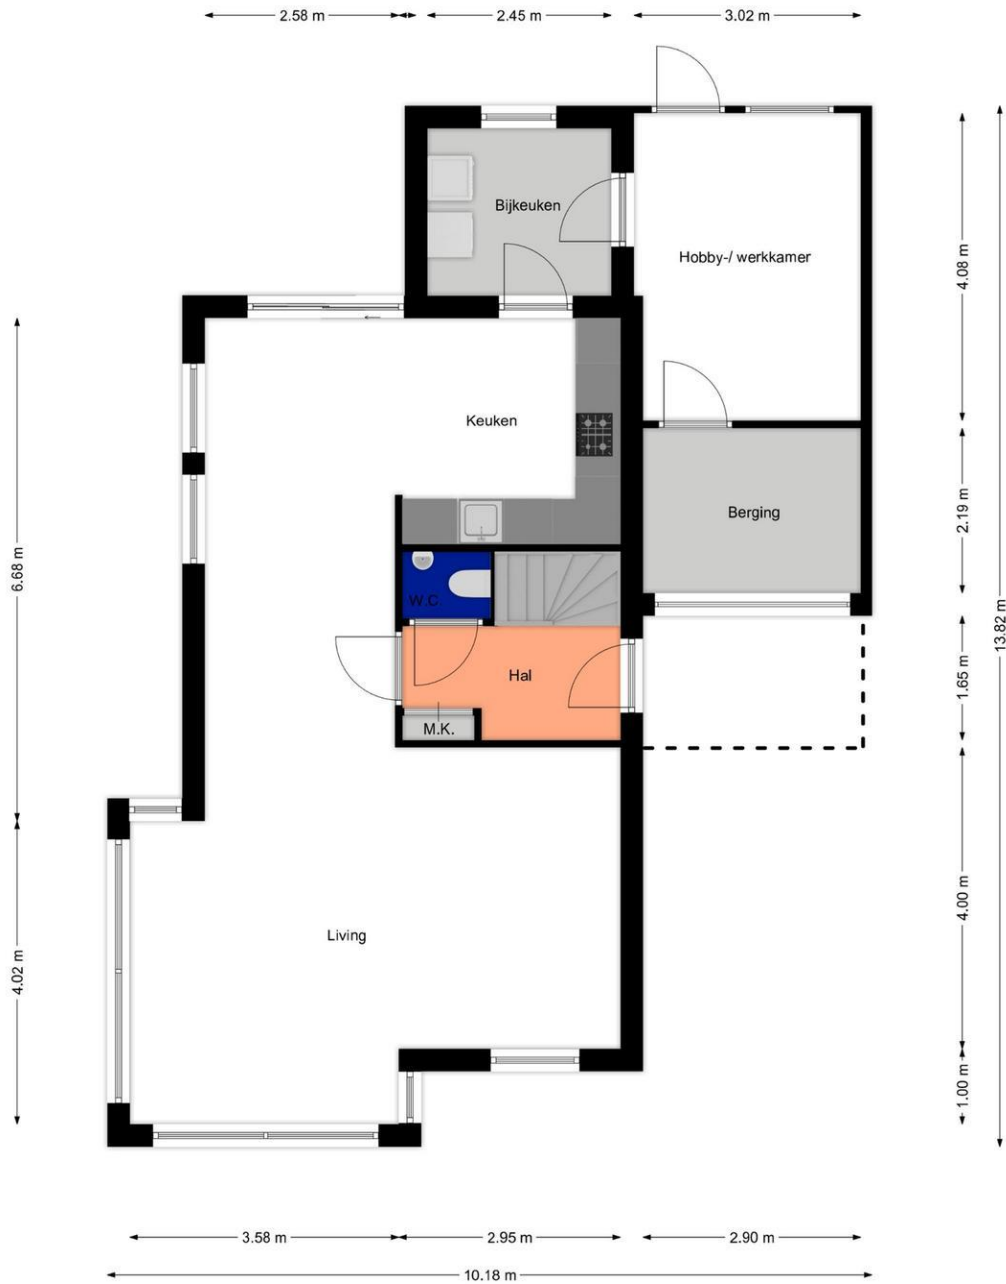 2.58 m
2.45 m
3.02 m
Bijkeuken
Hobby-/ werkkamer
4.08 m
Keuken
Berging
2.19 m
6.68 m
W.C.
13.82 m
Hal
1.65 m
M.K.
4.00 m
Living
4.02 m
1.00 m
3.58 m
2.95 m
2.90 m
10.18 m